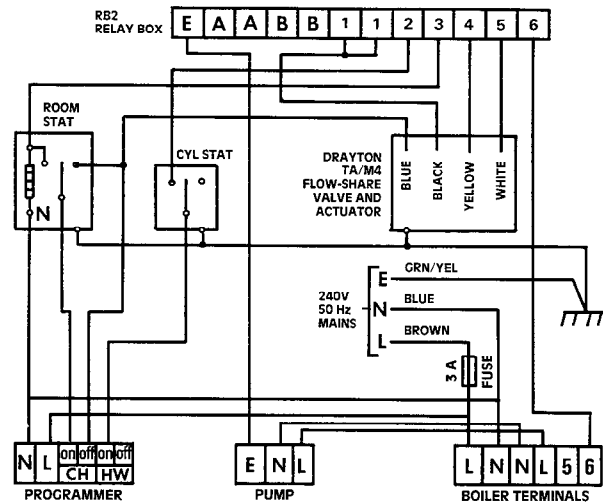 RB2
RELAY BOX
E A A B B 1 1 2 3 4 5 6
ROOM
STAT
N
CYL STAT
DRAYTON
TA/M4
FLOW-SHARE
VALVE AND
ACTUATOR
BLUE
BLACK
YELLOW
WHITE
240V
50 Hz
MAINS
E
N
L
GRN/YEL
BLUE
BROWN
3 A
FUSE
N L on off on off
CH HW
PROGRAMMER
E N L
PUMP
L N N L 5 6
BOILER TERMINALS